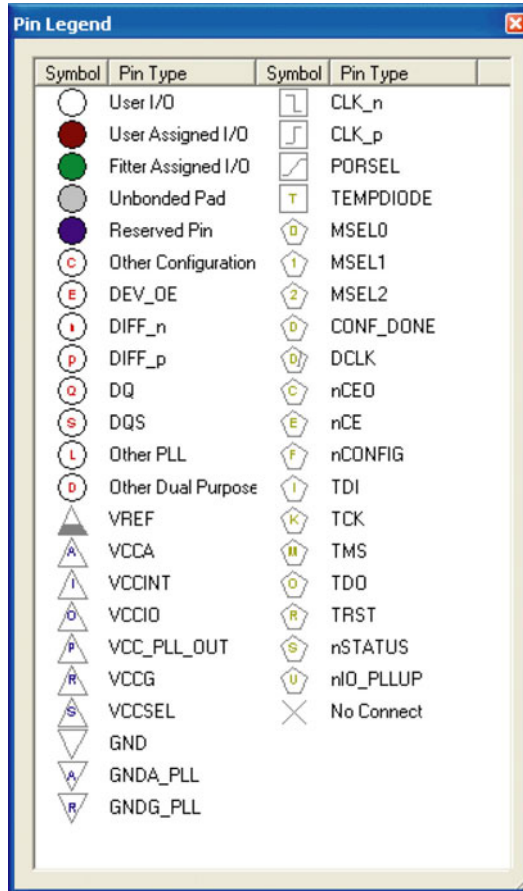 Pin Legend
Symbol Pin Type Symbol Pin Type
User I/O CLK_n
User Assigned I/O CLK_p
Fitter Assigned I/O PORSEL
Unbonded Pad T TEMPDIODE
Reserved Pin 0 MSEL0
C Other Configuration 1 MSEL1
E DEV_OE 2 MSEL2
DIFF_n D CONF_DONE
p DIFF_p D DCLK
Q DQ C nCEO
S DQS E nCE
L Other PLL F nCONFIG
D Other Dual Purpose I TDI
VREF K TCK
A VCCA M TMS
I VCCINT O TDO
O VCCIO R TRST
P VCC_PLL_OUT S nSTATUS
R VCCG U nIO_PLLUP
S VCCSEL No Connect
GND
A GNDA_PLL
R GNDG_PLL